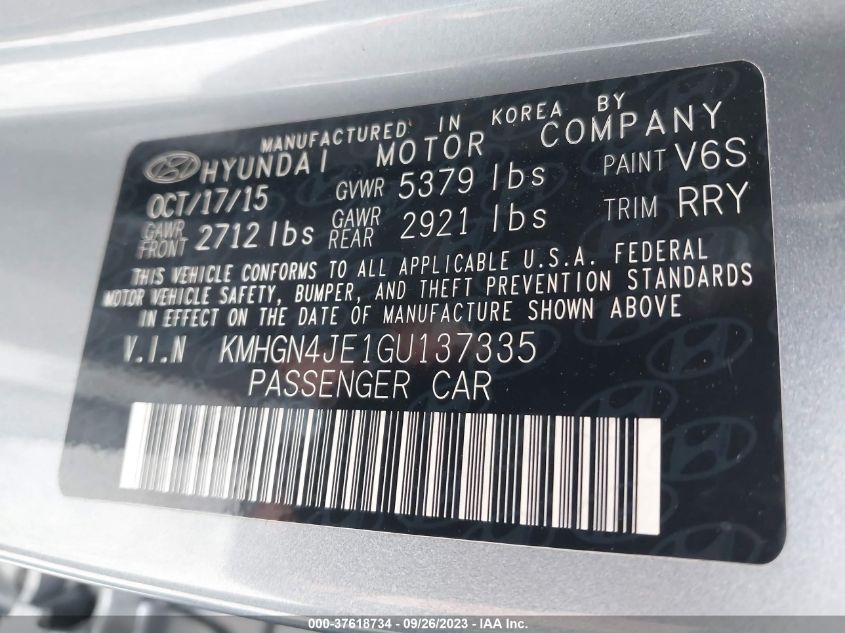 MANUFACTURED IN KOREA BY
HYUNDAI MOTOR COMPANY
OCT/17/15 GVWR 5379 lbs PAINT V6S
GAWR FRONT 2712 lbs GAWR REAR 2921 lbs TRIM RRY
THIS VEHICLE CONFORMS TO ALL APPLICABLE U.S.A. FEDERAL
MOTOR VEHICLE SAFETY, BUMPER, AND THEFT PREVENTION STANDARDS
IN EFFECT ON THE DATE OF MANUFACTURE SHOWN ABOVE
V.I.N KMHGN4JE1GU137335
PASSENGER CAR
000-37618734 - 09/26/2023 - IAA Inc.